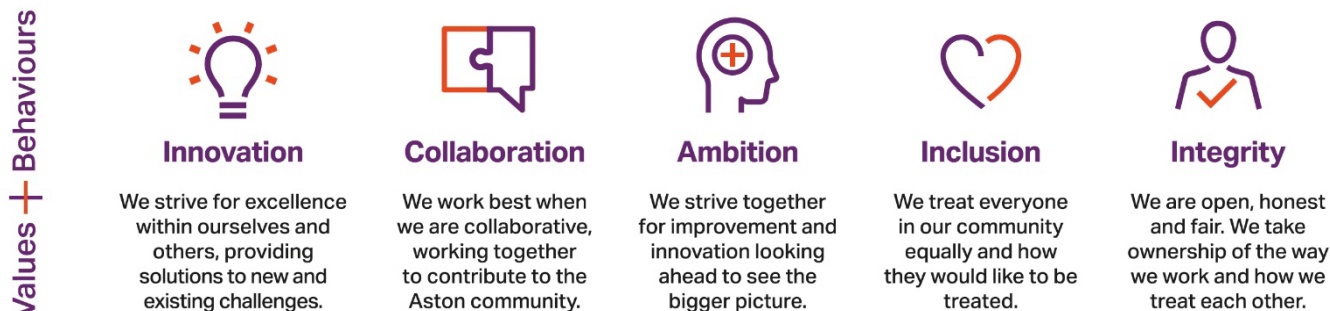 Values + Behaviours
Innovation
We strive for excellence
within ourselves and
others, providing
solutions to new and
existing challenges.
Collaboration
We work best when
we are collaborative,
working together
to contribute to the
Aston community.
Ambition
We strive together
for improvement and
innovation looking
ahead to see the
bigger picture.
Inclusion
We treat everyone
in our community
equally and how
they would like to be
treated.
Integrity
We are open, honest
and fair. We take
ownership of the way
we work and how we
treat each other.